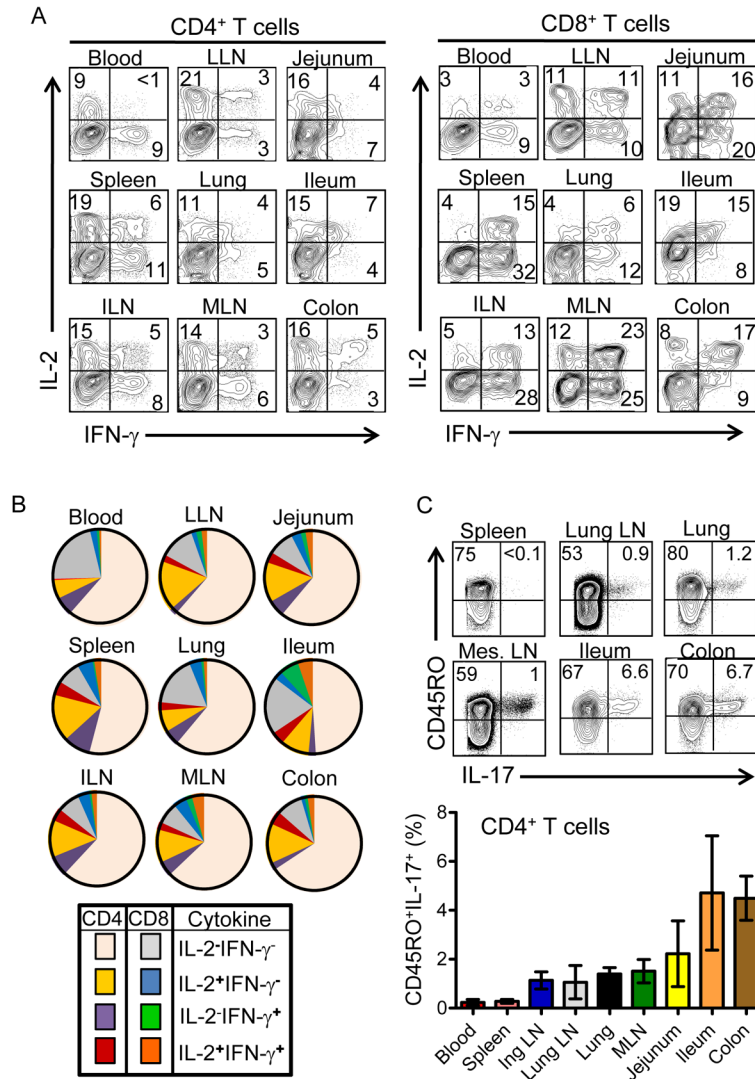 A
CD4⁺ T cells
CD8⁺ T cells
Blood LLN Jejunum
9 <1 21 3 16 4
9 3 7
Spleen Lung Ileum
19 6 11 4 15 7
11 5 4
ILN MLN Colon
15 5 14 3 16 5
8 6 3
IL-2
IFN-γ
Blood LLN Jejunum
3 3 11 11 11 16
9 10 20
Spleen Lung Ileum
4 15 4 6 19 15
32 12 8
ILN MLN Colon
5 13 12 23 8 17
28 25 9
IL-2
IFN-γ
B
Blood LLN Jejunum
Spleen Lung Ileum
ILN MLN Colon
CD4 CD8 Cytokine
IL-2⁻IFN-γ⁻
IL-2⁺IFN-γ⁻
IL-2⁻IFN-γ⁺
IL-2⁺IFN-γ⁺
C
Spleen Lung LN Lung
75 <0.1 53 0.9 80 1.2
Mes. LN Ileum Colon
59 1 67 6.6 70 6.7
CD45RO
IL-17
CD4⁺ T cells
CD45RO⁺IL-17⁺ (%)
8
6
4
2
0
Blood
Spleen
Ing LN
Lung LN
Lung
MLN
Jejunum
Ileum
Colon